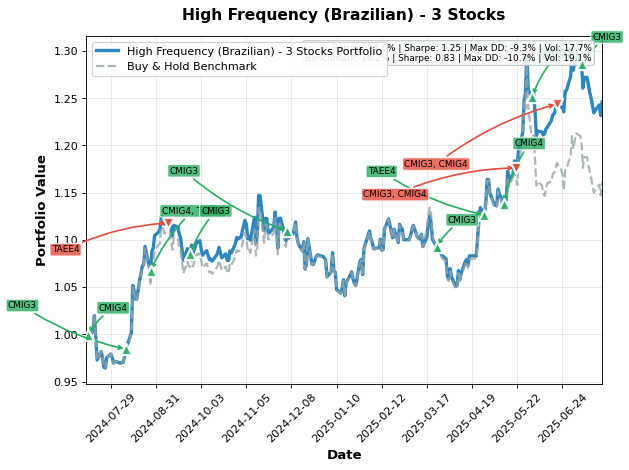 High Frequency (Brazilian) - 3 Stocks
CMIG3
High Frequency (Brazilian) - 3 Stocks Portfolio
Buy & Hold Benchmark
% | Sharpe: 1.25 | Max DD: -9.3% | Vol: 17.7%
% | Sharpe: 0.83 | Max DD: -10.7% | Vol: 19.1%
1.30
1.25
1.20
1.15
1.10
1.05
1.00
0.95
Portfolio Value
CMIG4
CMIG3, CMIG4
CMIG3
TAEE4
CMIG3, CMIG4
CMIG4,
CMIG3
CMIG3
TAEE4
CMIG3
CMIG4
2024-07-29
2024-08-31
2024-10-03
2024-11-05
2024-12-08
2025-01-10
2025-02-12
2025-03-17
2025-04-19
2025-05-22
2025-06-24
Date